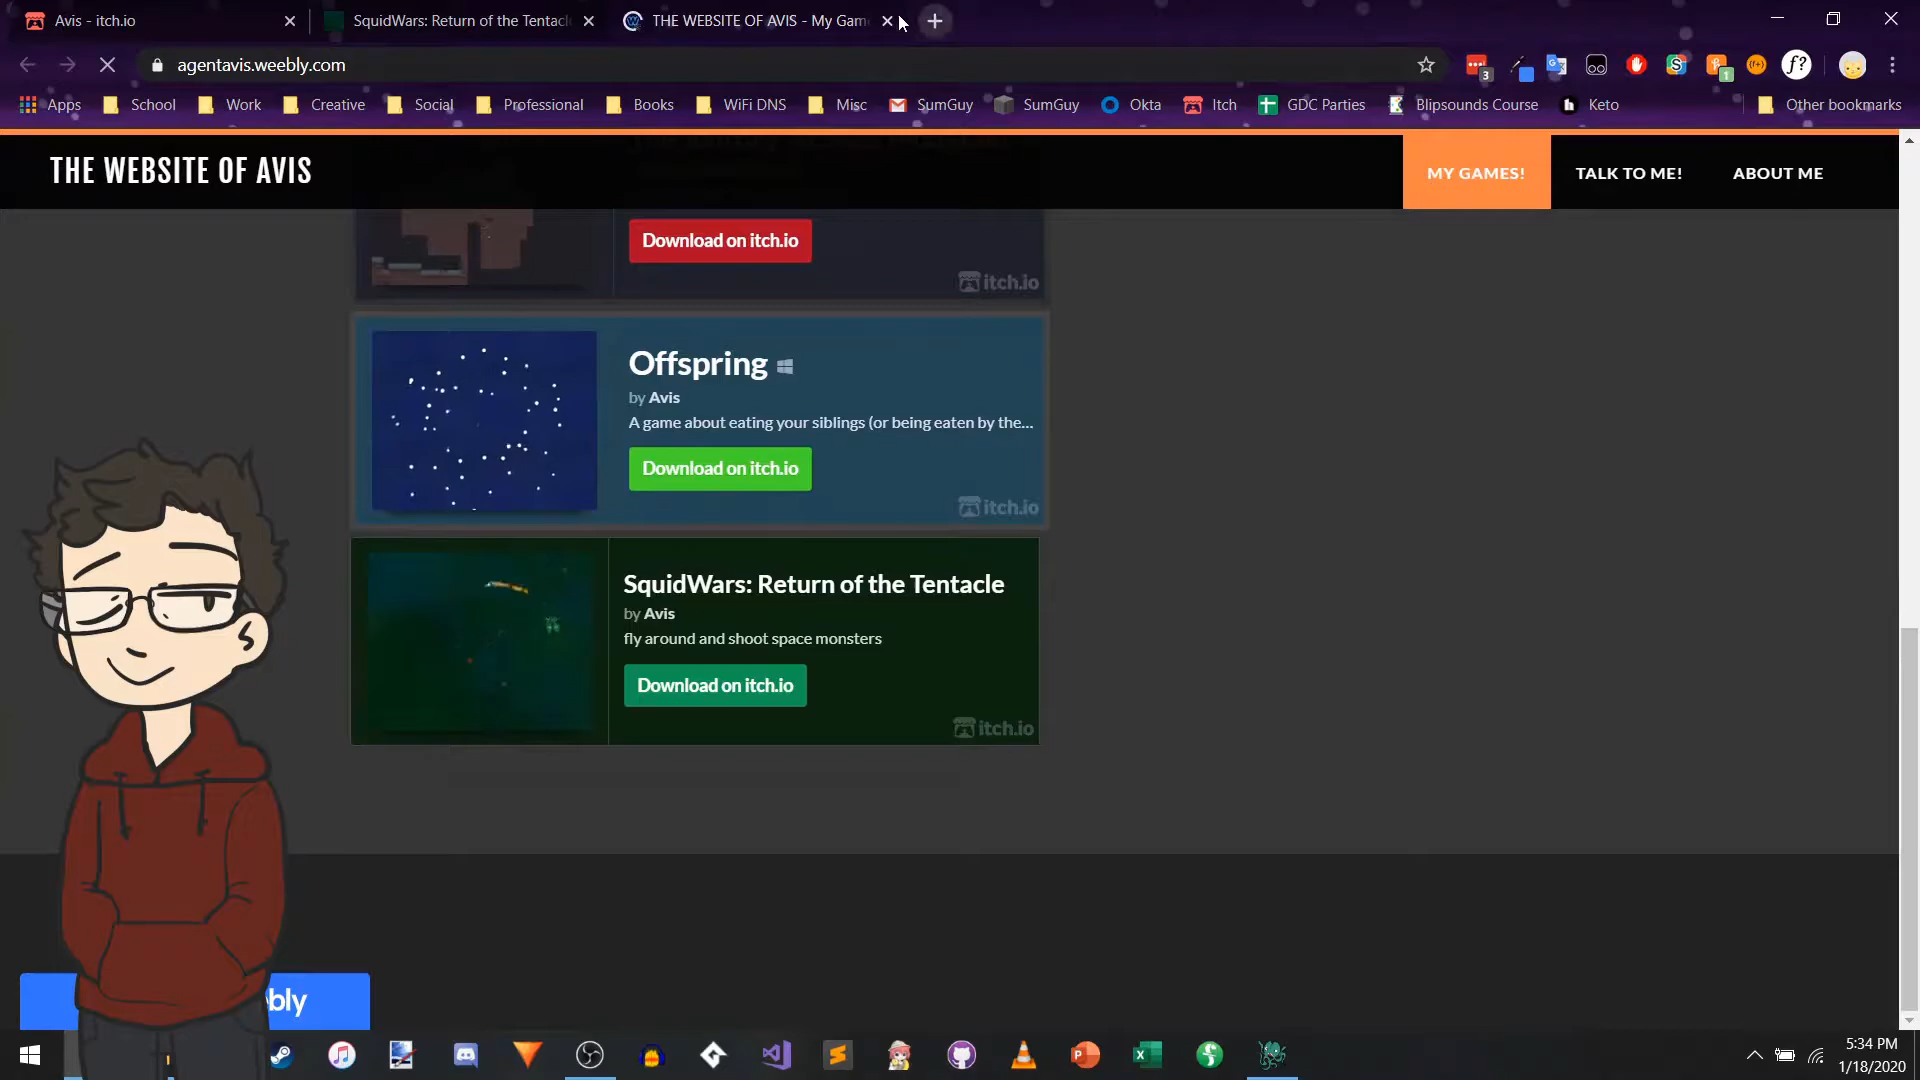 Avis - itch.io
SquidWars: Return of the Tentacl
THE WEBSITE OF AVIS - My Gam
agentavis.weebly.com
3
1
f?
Apps
School
Work
Creative
Social
Professional
Books
WiFi DNS
Misc
SumGuy
SumGuy
Okta
Itch
GDC Parties
Blipsounds Course
Keto
Other bookmarks
THE WEBSITE OF AVIS
MY GAMES!
TALK TO ME!
ABOUT ME
Download on itch.io
itch.io
Offspring
by Avis
A game about eating your siblings (or being eaten by the...
Download on itch.io
itch.io
SquidWars: Return of the Tentacle
by Avis
fly around and shoot space monsters
Download on itch.io
itch.io
bly
5:34 PM
1/18/2020